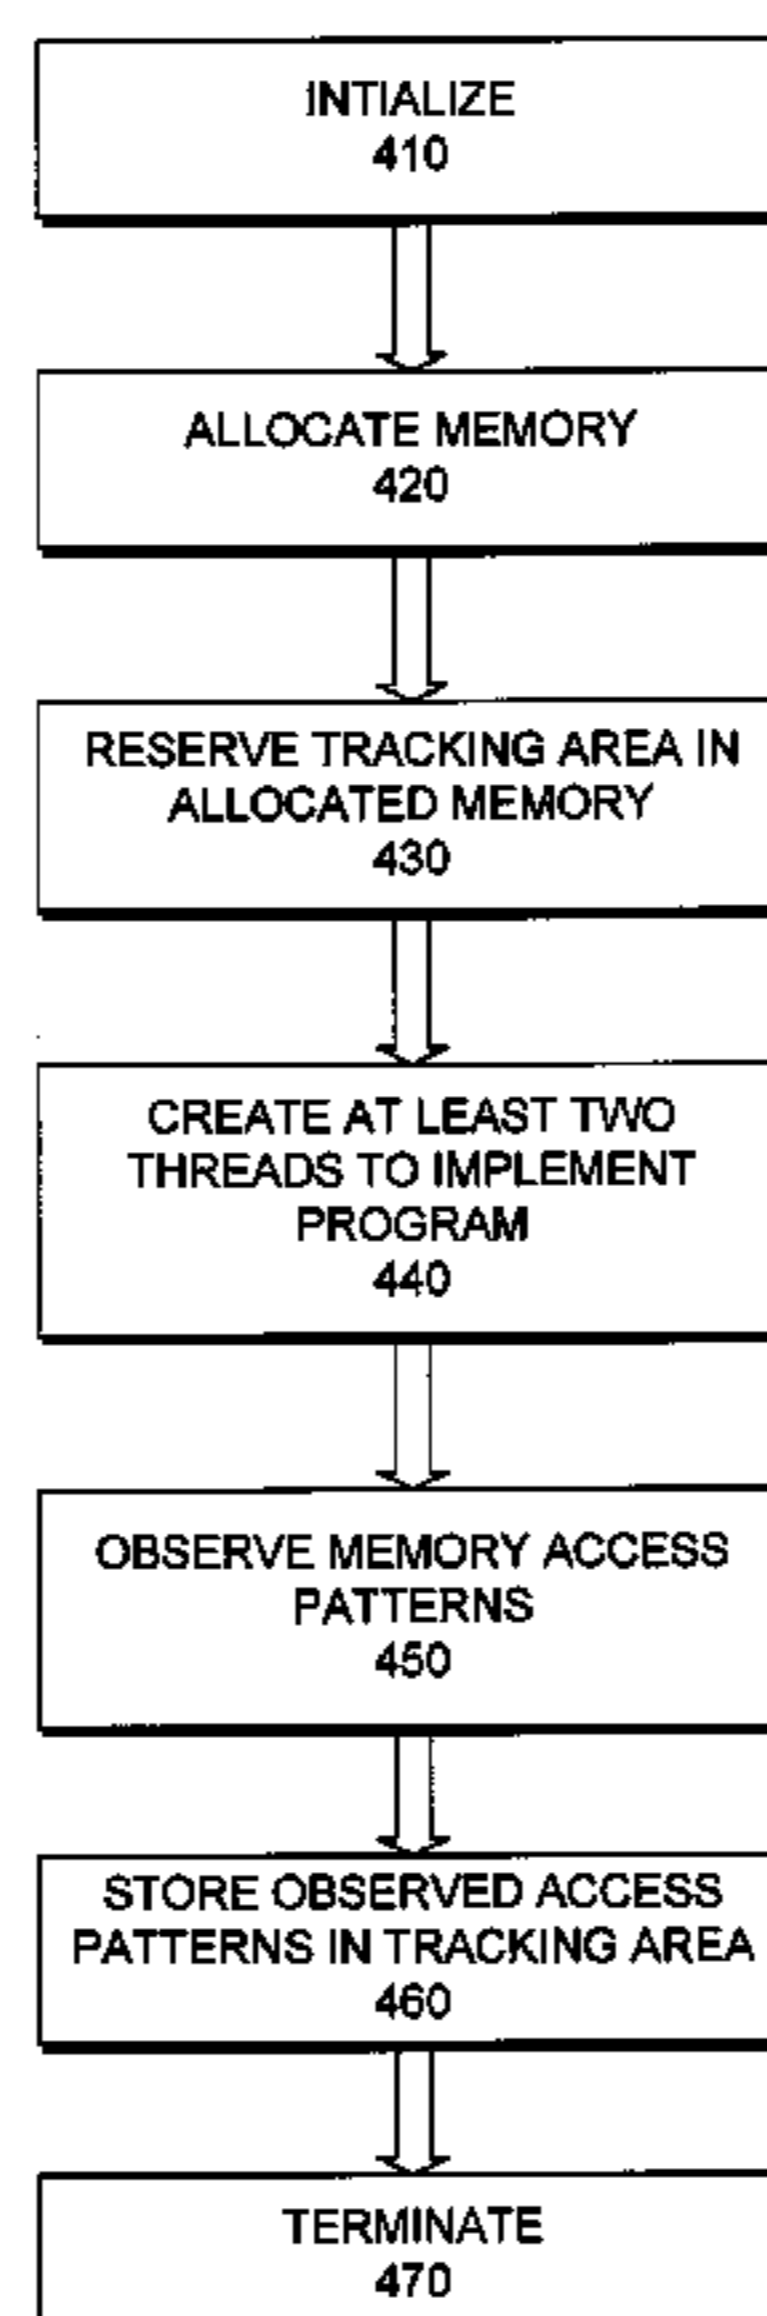 INTIALIZE
410
ALLOCATE MEMORY
420
RESERVE TRACKING AREA IN
ALLOCATED MEMORY
430
CREATE AT LEAST TWO
THREADS TO IMPLEMENT
PROGRAM
440
OBSERVE MEMORY ACCESS
PATTERNS
450
STORE OBSERVED ACCESS
PATTERNS IN TRACKING AREA
460
TERMINATE
470